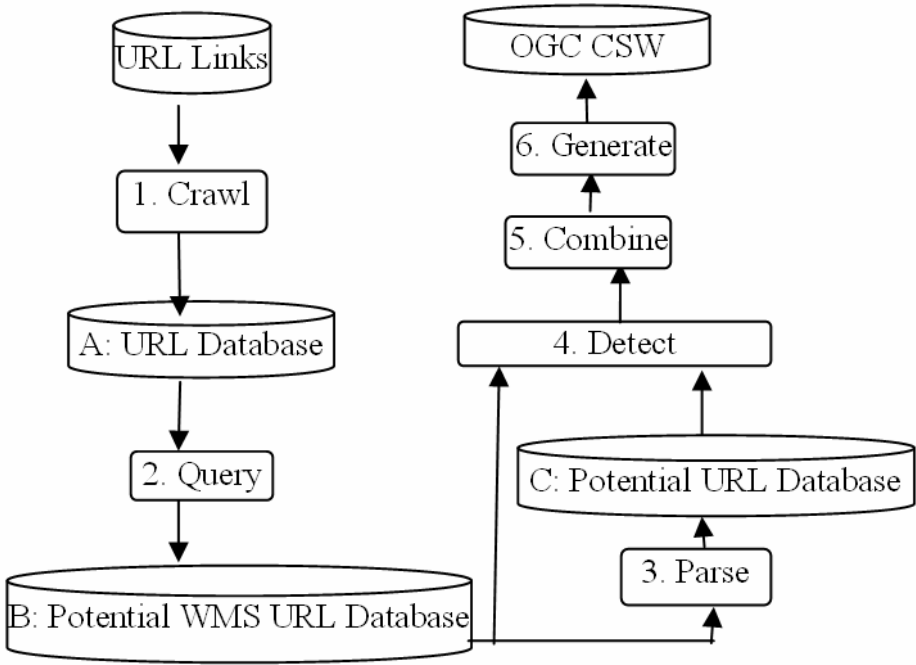 URL Links
1. Crawl
A: URL Database
2. Query
B: Potential WMS URL Database
3. Parse
C: Potential URL Database
4. Detect
5. Combine
6. Generate
OGC CSW